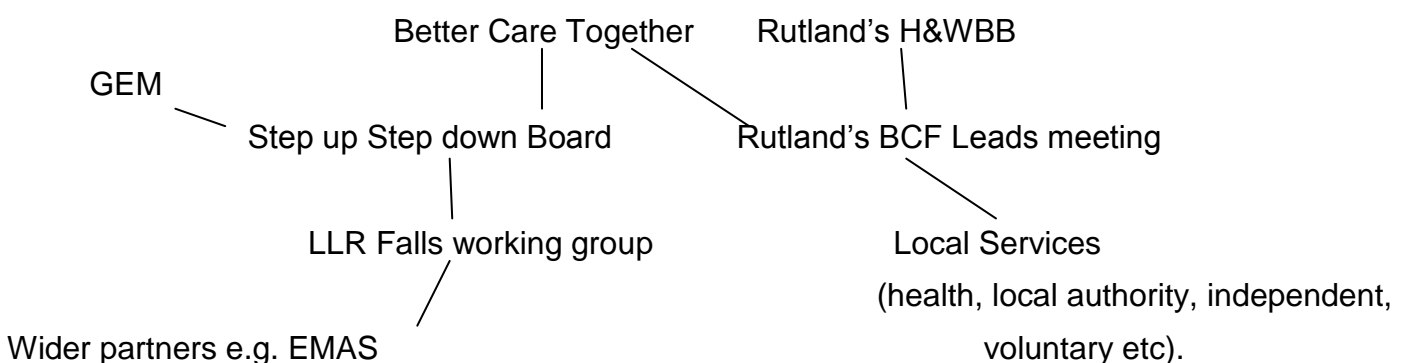 Better Care Together Rutland's H&WBB
GEM
Step up Step down Board Rutland's BCF Leads meeting
LLR Falls working group Local Services
(health, local authority, independent,
Wider partners e.g. EMAS voluntary etc).